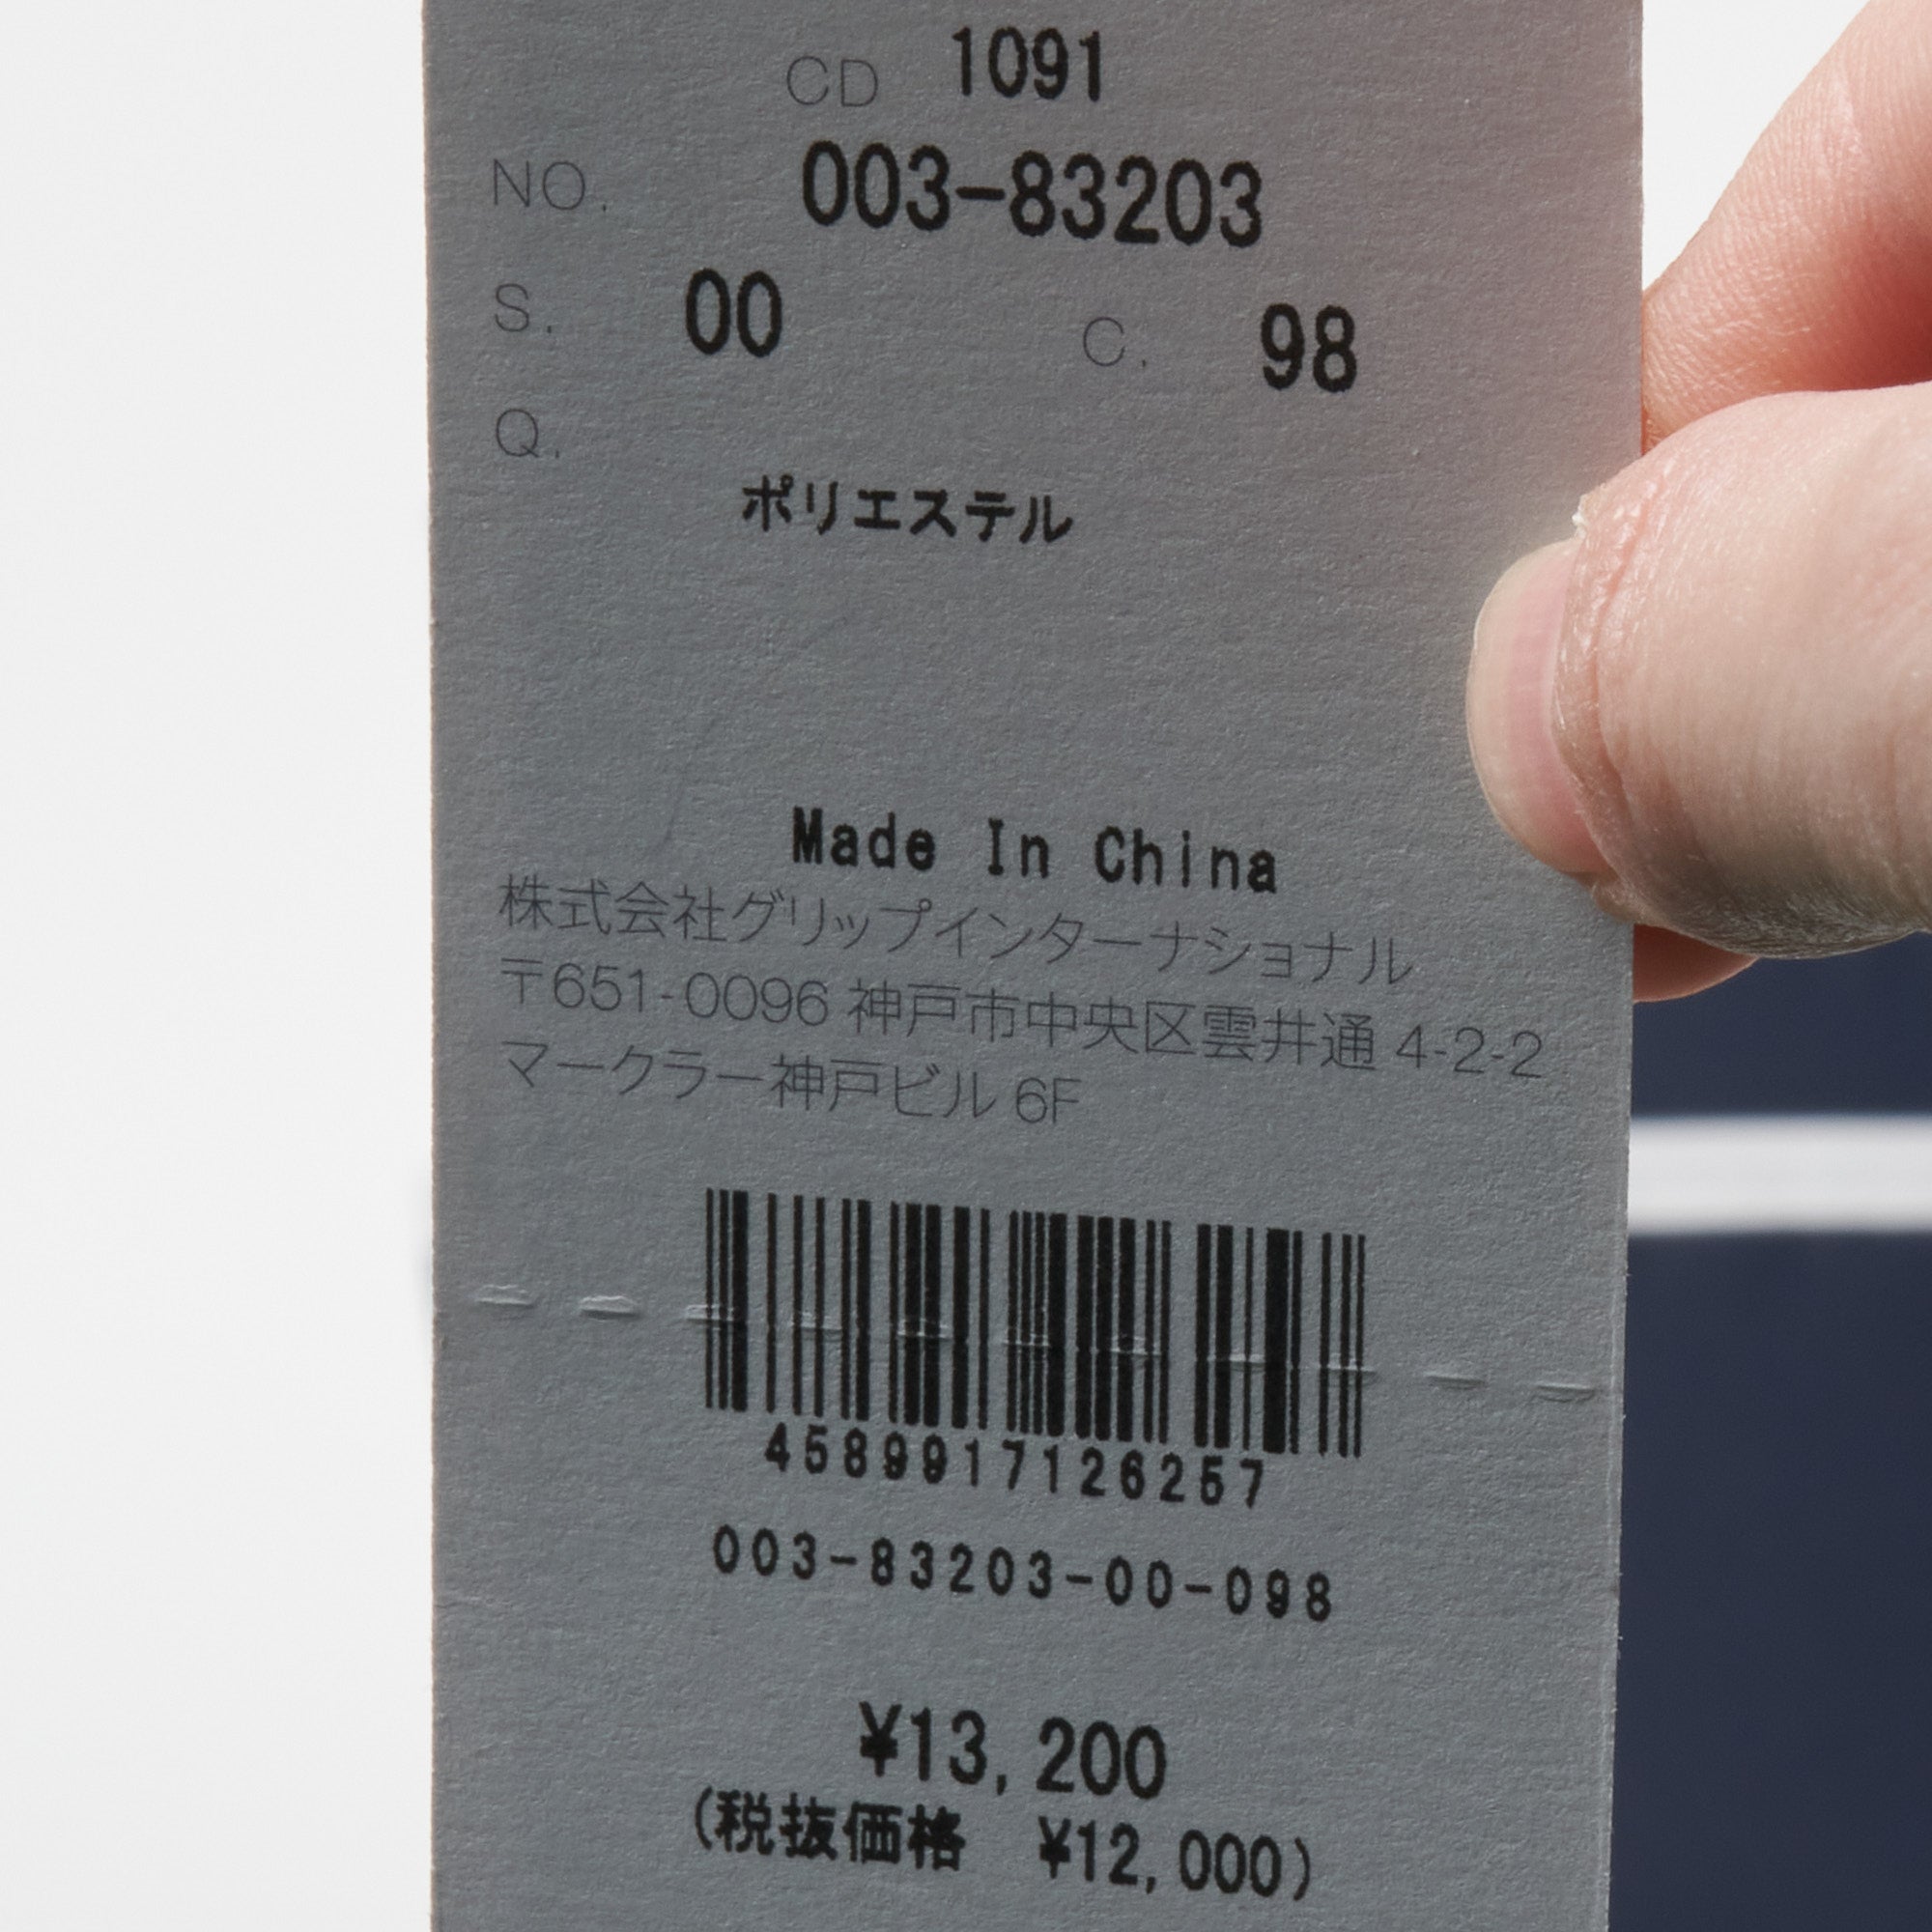 CD 1091
NO. 003-83203
S. 00 C. 98
Q.
ポリエステル
Made In China
株式会社グリップインターナショナル
〒651-0096 神戸市中央区雲井通 4-2-2
マークラー神戸ビル 6F
4589917126257
003-83203-00-098
¥13,200
(税抜価格 ¥12,000)